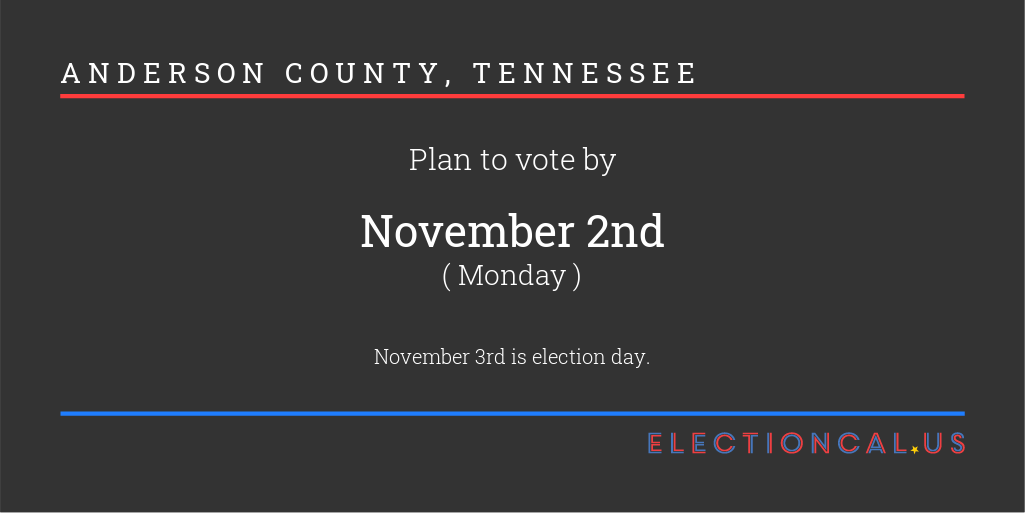 ANDERSON COUNTY, TENNESSEE
Plan to vote by
November 2nd
( Monday )
November 3rd is election day.
ELECTIONCAL.US